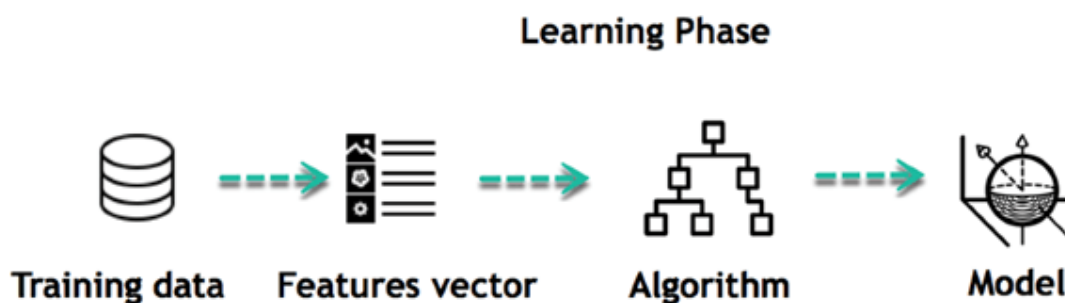 Learning Phase
Training data
Features vector
Algorithm
Model